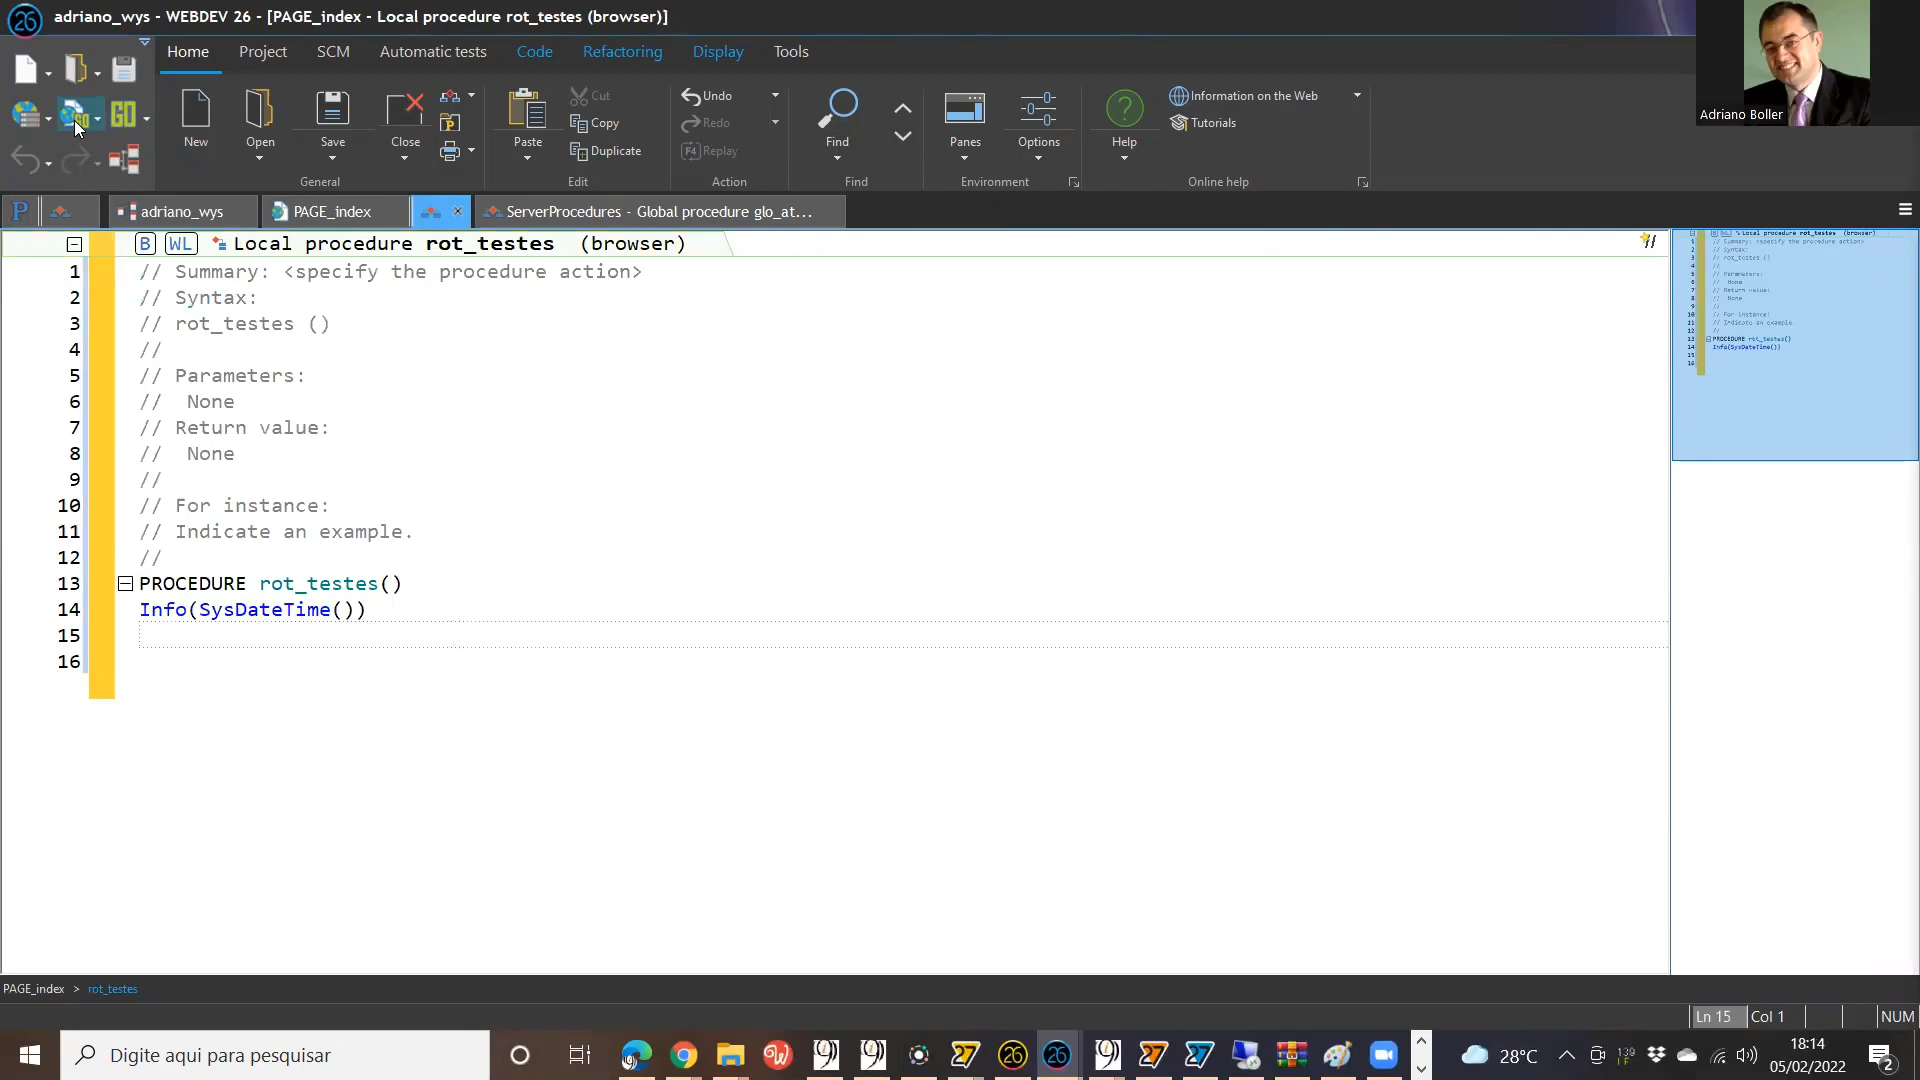 adriano_wys - WEBDEV 26 - [PAGE_index - Local procedure rot_testes (browser)]
Home Project SCM Automatic tests Code Refactoring Display Tools
Adriano Boller
New Open Save Close Paste Cut Copy Duplicate Undo Redo Replay Find Panes Options Help Information on the Web Tutorials
General Edit Action Find Environment Online help
adriano_wys PAGE_index ServerProcedures - Global procedure glo_at...
B WL Local procedure rot_testes (browser)
1 // Summary: <specify the procedure action>
2 // Syntax:
3 // rot_testes ()
4 //
5 // Parameters:
6 // None
7 // Return value:
8 // None
9 //
10 // For instance:
11 // Indicate an example.
12 //
13 PROCEDURE rot_testes()
14 Info(SysDateTime())
15
16
PAGE_index > rot_testes
Ln 15 Col 1 NUM
Digite aqui para pesquisar
28°C
18:14
05/02/2022
2